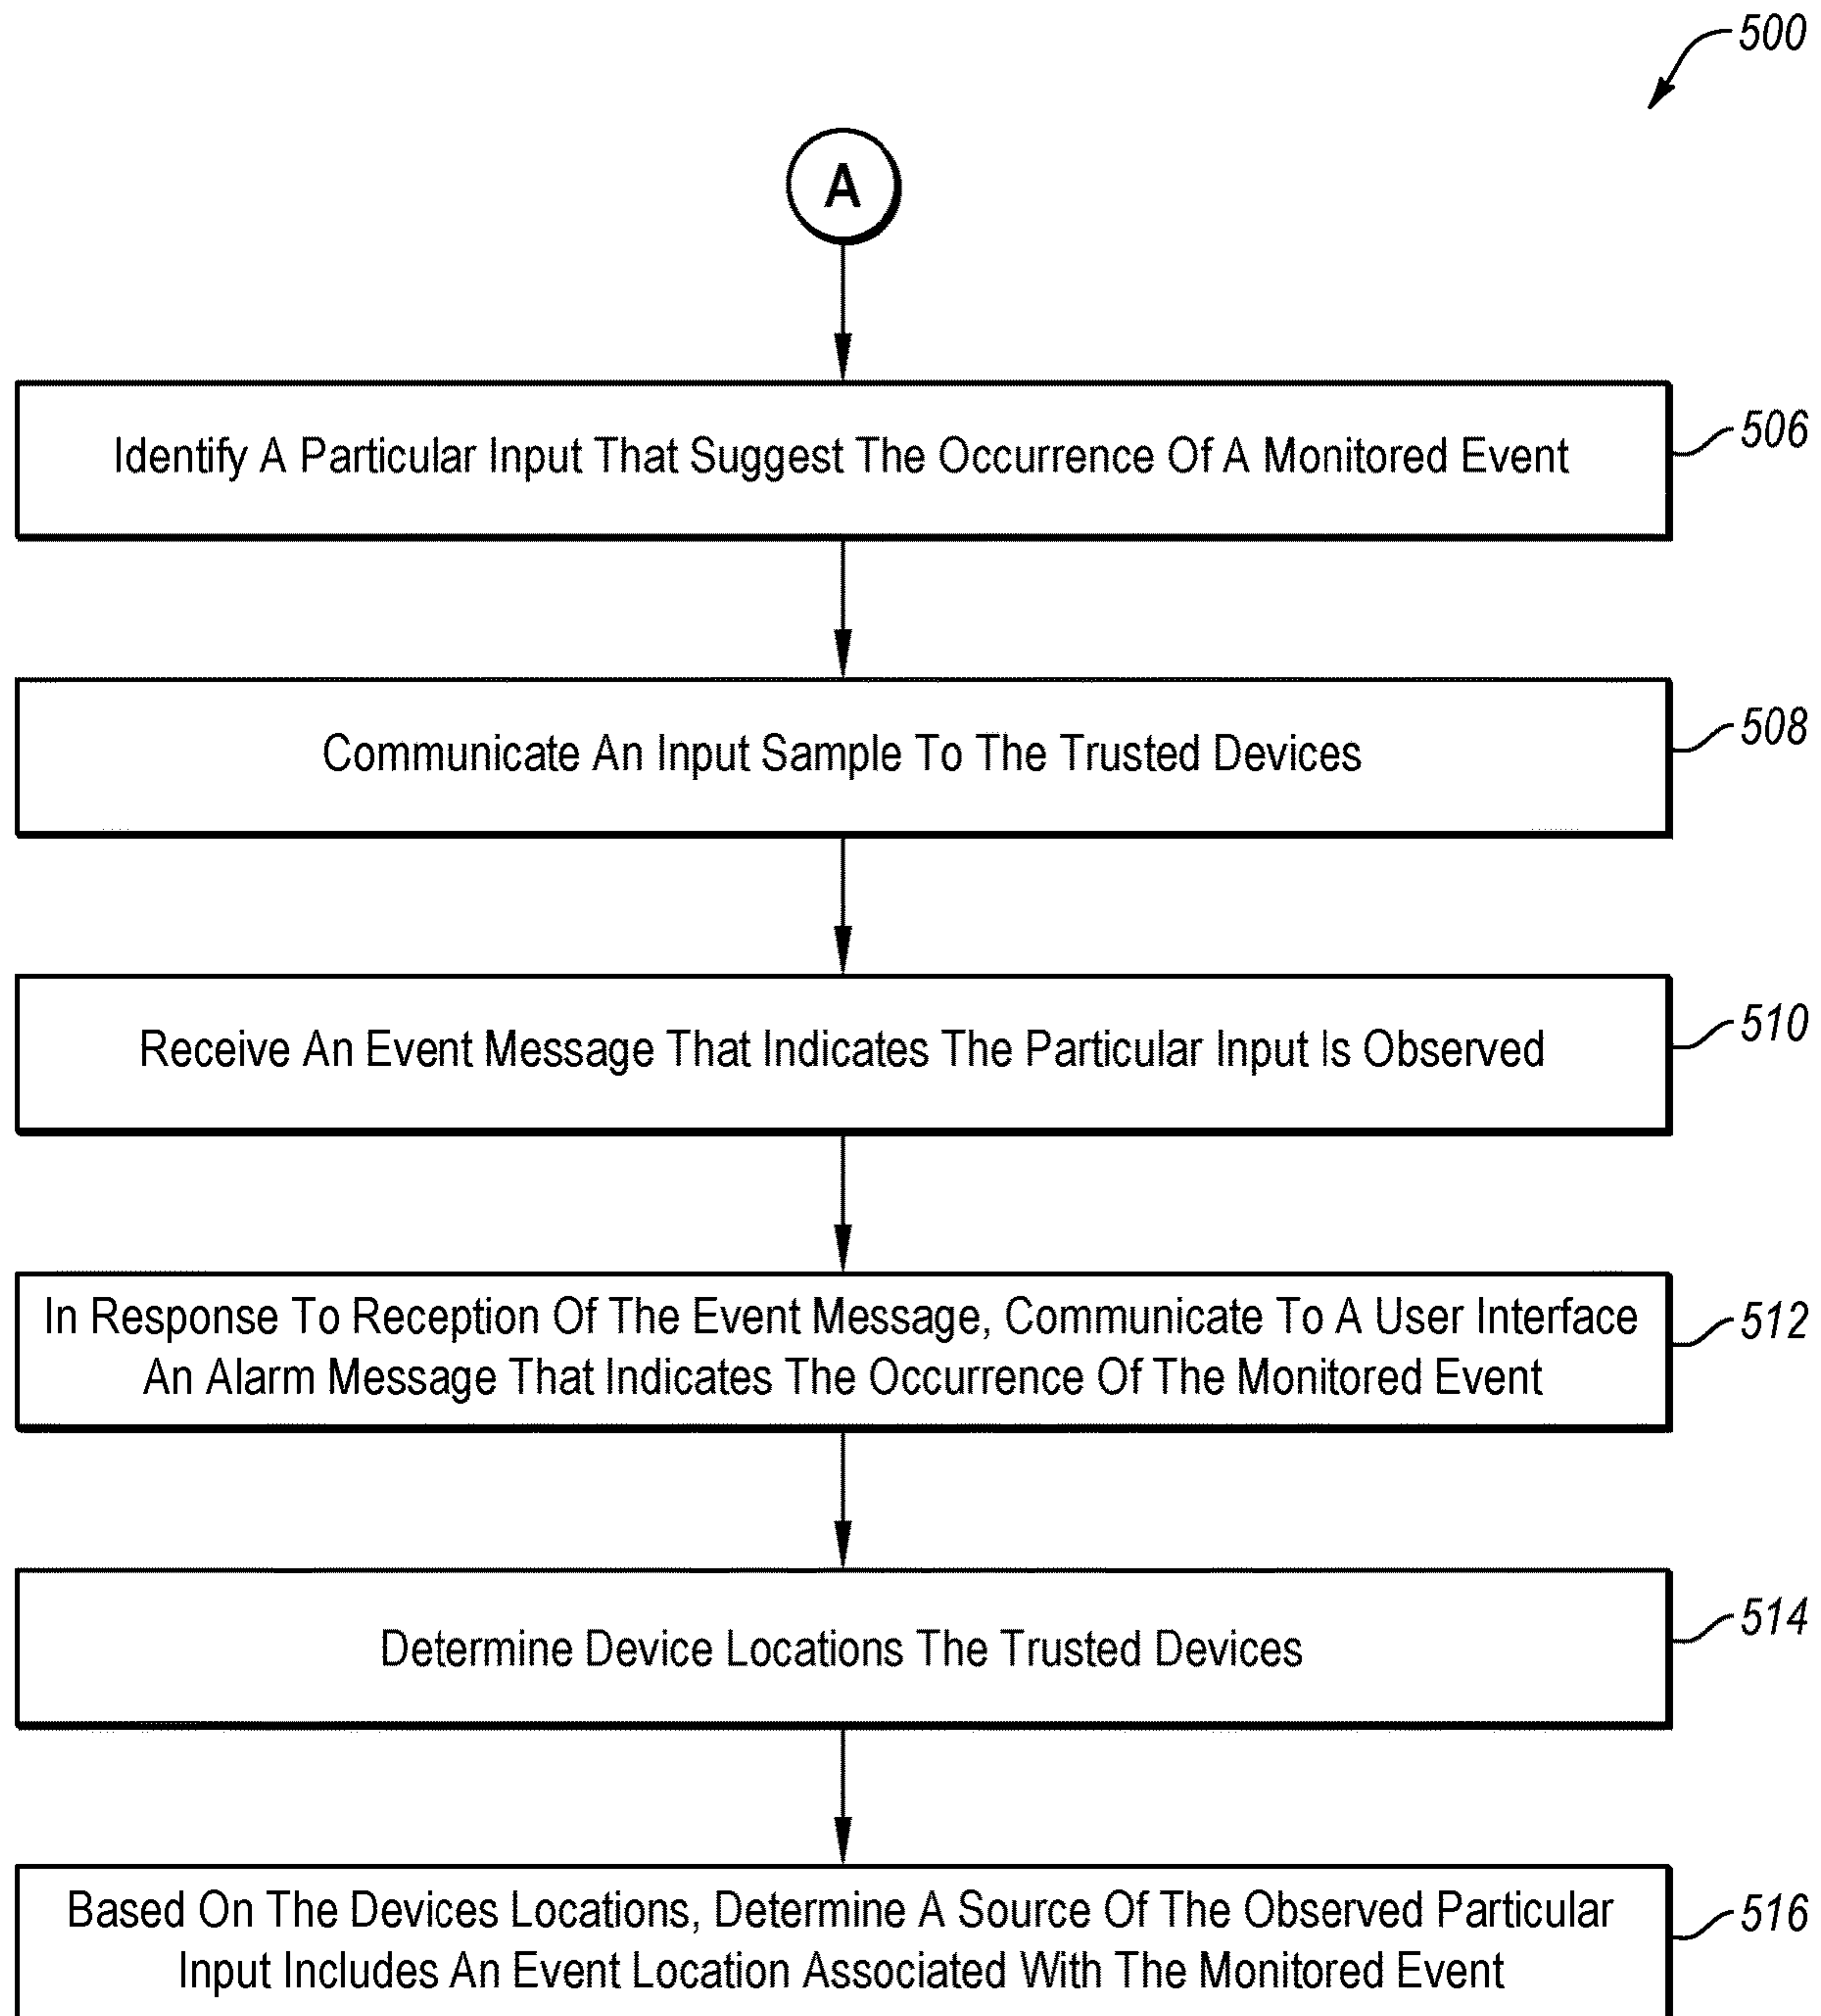 500
A
Identify A Particular Input That Suggest The Occurrence Of A Monitored Event
506
Communicate An Input Sample To The Trusted Devices
508
Receive An Event Message That Indicates The Particular Input Is Observed
510
In Response To Reception Of The Event Message, Communicate To A User Interface
An Alarm Message That Indicates The Occurrence Of The Monitored Event
512
Determine Device Locations The Trusted Devices
514
Based On The Devices Locations, Determine A Source Of The Observed Particular
Input Includes An Event Location Associated With The Monitored Event
516